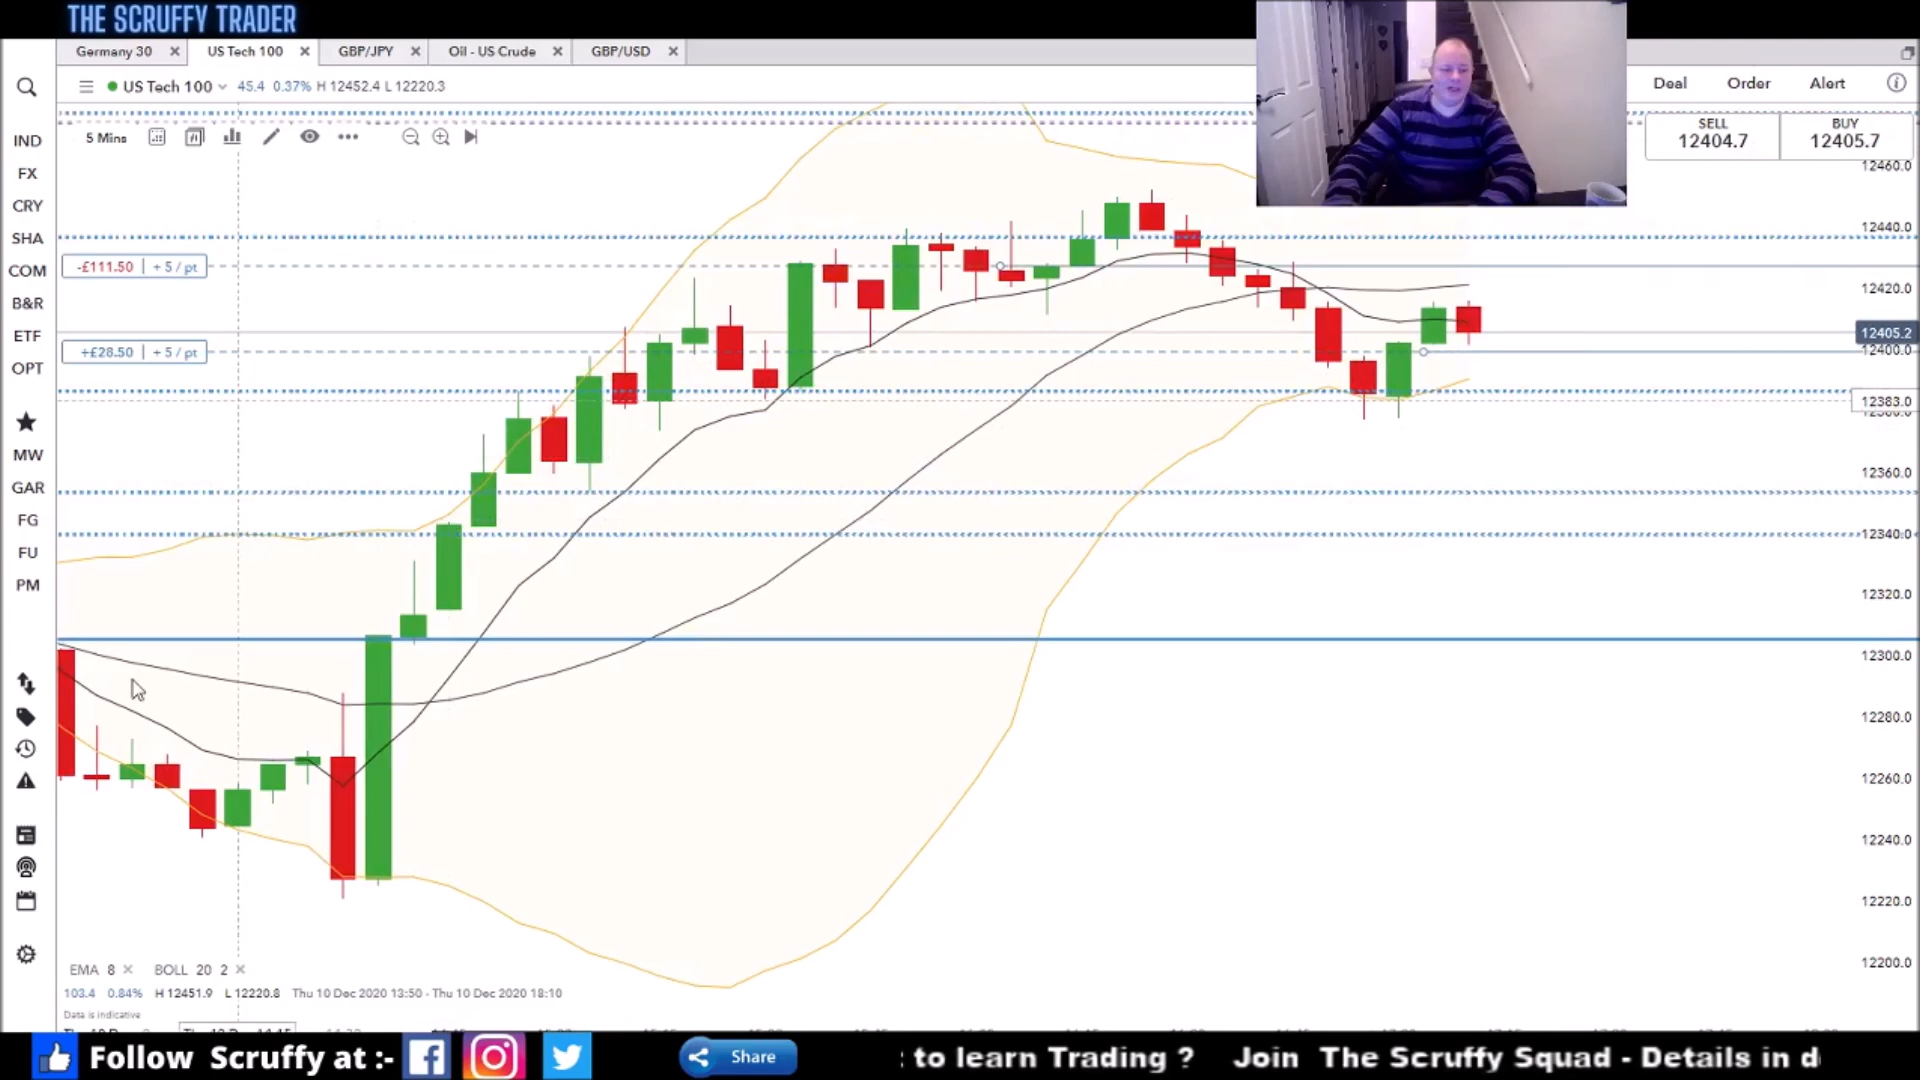 THE SCRUFFY TRADER
Germany 30
US Tech 100
GBP/JPY
Oil - US Crude
GBP/USD
US Tech 100 45.4 0.37% H 12452.4 L 12220.3
Deal Order Alert
5 Mins
SELL
12404.7
BUY
12405.7
IND
FX
CRY
SHA
COM
B&R
ETF
OPT
MW
GAR
FG
FU
PM
-£111.50 + 5 / pt
+£28.50 + 5 / pt
12460.0
12440.0
12420.0
12405.2
12400.0
12383.0
12360.0
12340.0
12320.0
12300.0
12280.0
12260.0
12240.0
12220.0
12200.0
EMA 8 BOLL 20 2
103.4 0.84% H 12451.9 L 12220.8 Thu 10 Dec 2020 13:50 - Thu 10 Dec 2020 18:10
Data is indicative
Follow Scruffy at :- Share to learn Trading ? Join The Scruffy Squad - Details in d